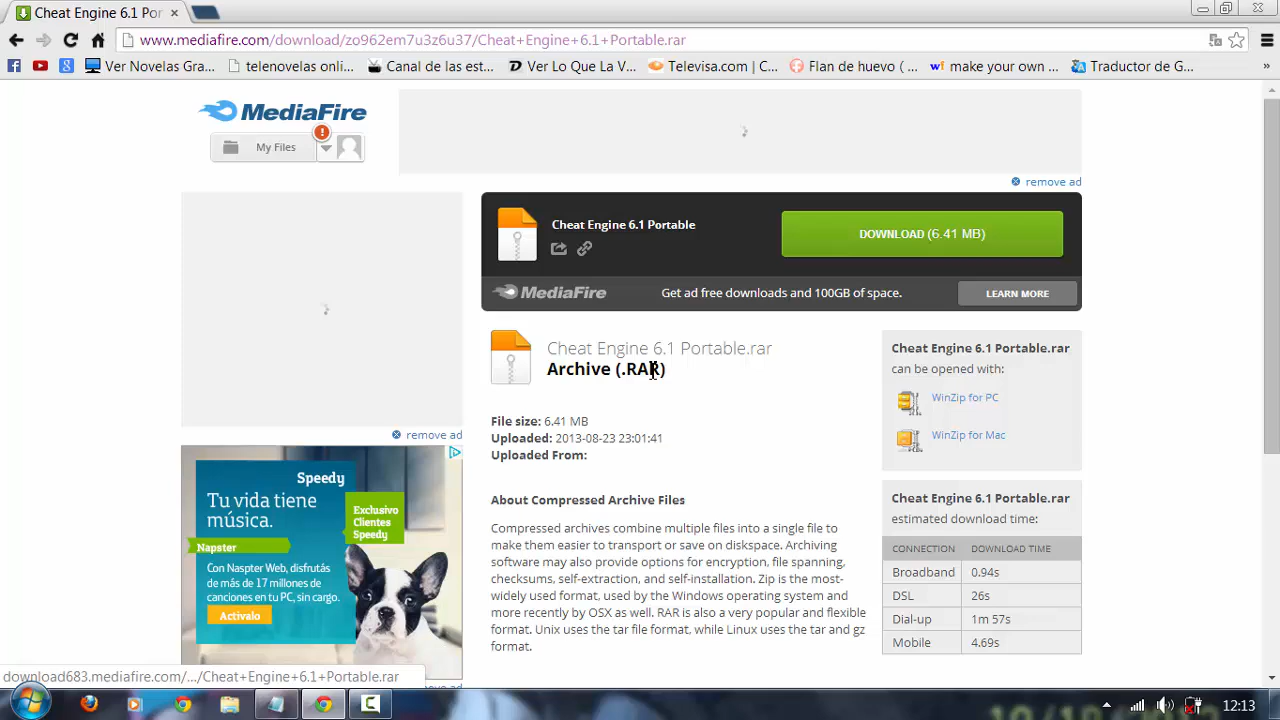 Cheat Engine 6.1 Por
www.mediafire.com/download/zo962em7u3z6u37/Cheat+Engine+6.1+Portable.rar
Ver Novelas Gra... telenovelas onli... Canal de las est... Ver Lo Que La V... Televisa.com | C... Flan de huevo ( ... make your own ... Traductor de G... »
MediaFire
My Files
remove ad
Cheat Engine 6.1 Portable
DOWNLOAD (6.41 MB)
MediaFire Get ad free downloads and 100GB of space. LEARN MORE
Cheat Engine 6.1 Portable.rar
Archive (.RAR)
File size: 6.41 MB
Uploaded: 2013-08-23 23:01:41
Uploaded From:
About Compressed Archive Files
Compressed archives combine multiple files into a single file to
make them easier to transport or save on diskspace. Archiving
software may also provide options for encryption, file spanning,
checksums, self-extraction, and self-installation. Zip is the most-
widely used format, used by the Windows operating system and
more recently by OSX as well. RAR is also a very popular and flexible
format. Unix uses the tar file format, while Linux uses the tar and gz
format.
Cheat Engine 6.1 Portable.rar
can be opened with:
WinZip for PC
WinZip for Mac
Cheat Engine 6.1 Portable.rar
estimated download time:
CONNECTION DOWNLOAD TIME
Broadband 0.94s
DSL 26s
Dial-up 1m 57s
Mobile 4.69s
remove ad
Speedy
Tu vida tiene
música.
Exclusivo
Clientes
Speedy
Napster
Con Naspter Web, disfrutás
de más de 17 millones de
canciones en tu PC, sin cargo.
Activalo
download683.mediafire.com/.../Cheat+Engine+6.1+Portable.rar
12:13